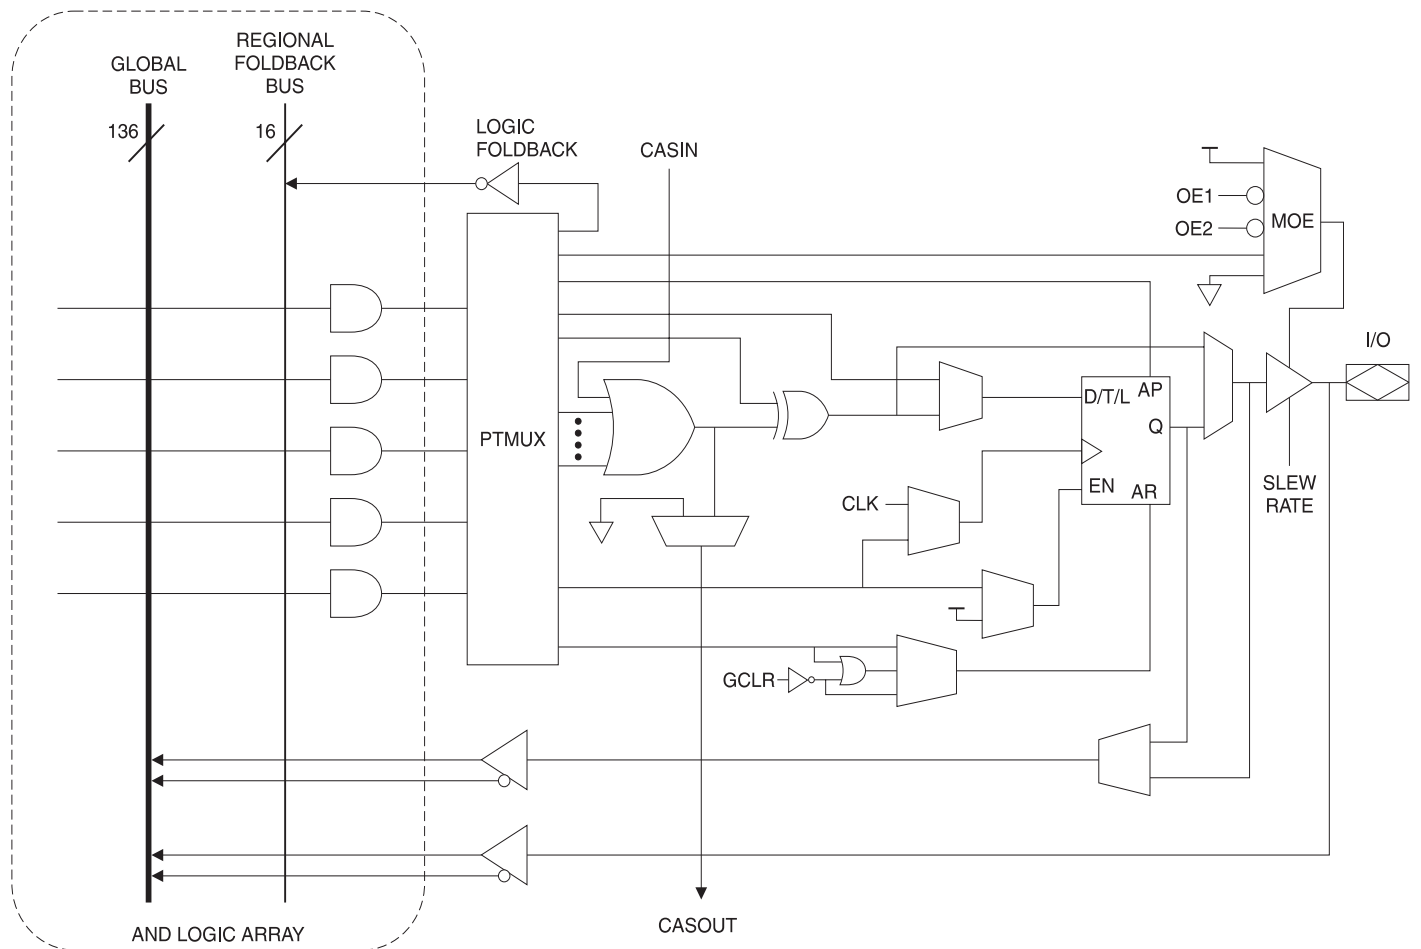 REGIONAL
FOLDBACK
BUS
GLOBAL
BUS
136
16
LOGIC
FOLDBACK
CASIN
OE1
OE2
MOE
I/O
D/T/L
AP
Q
PTMUX
EN
AR
SLEW
RATE
CLK
GCLR
CASOUT
AND LOGIC ARRAY